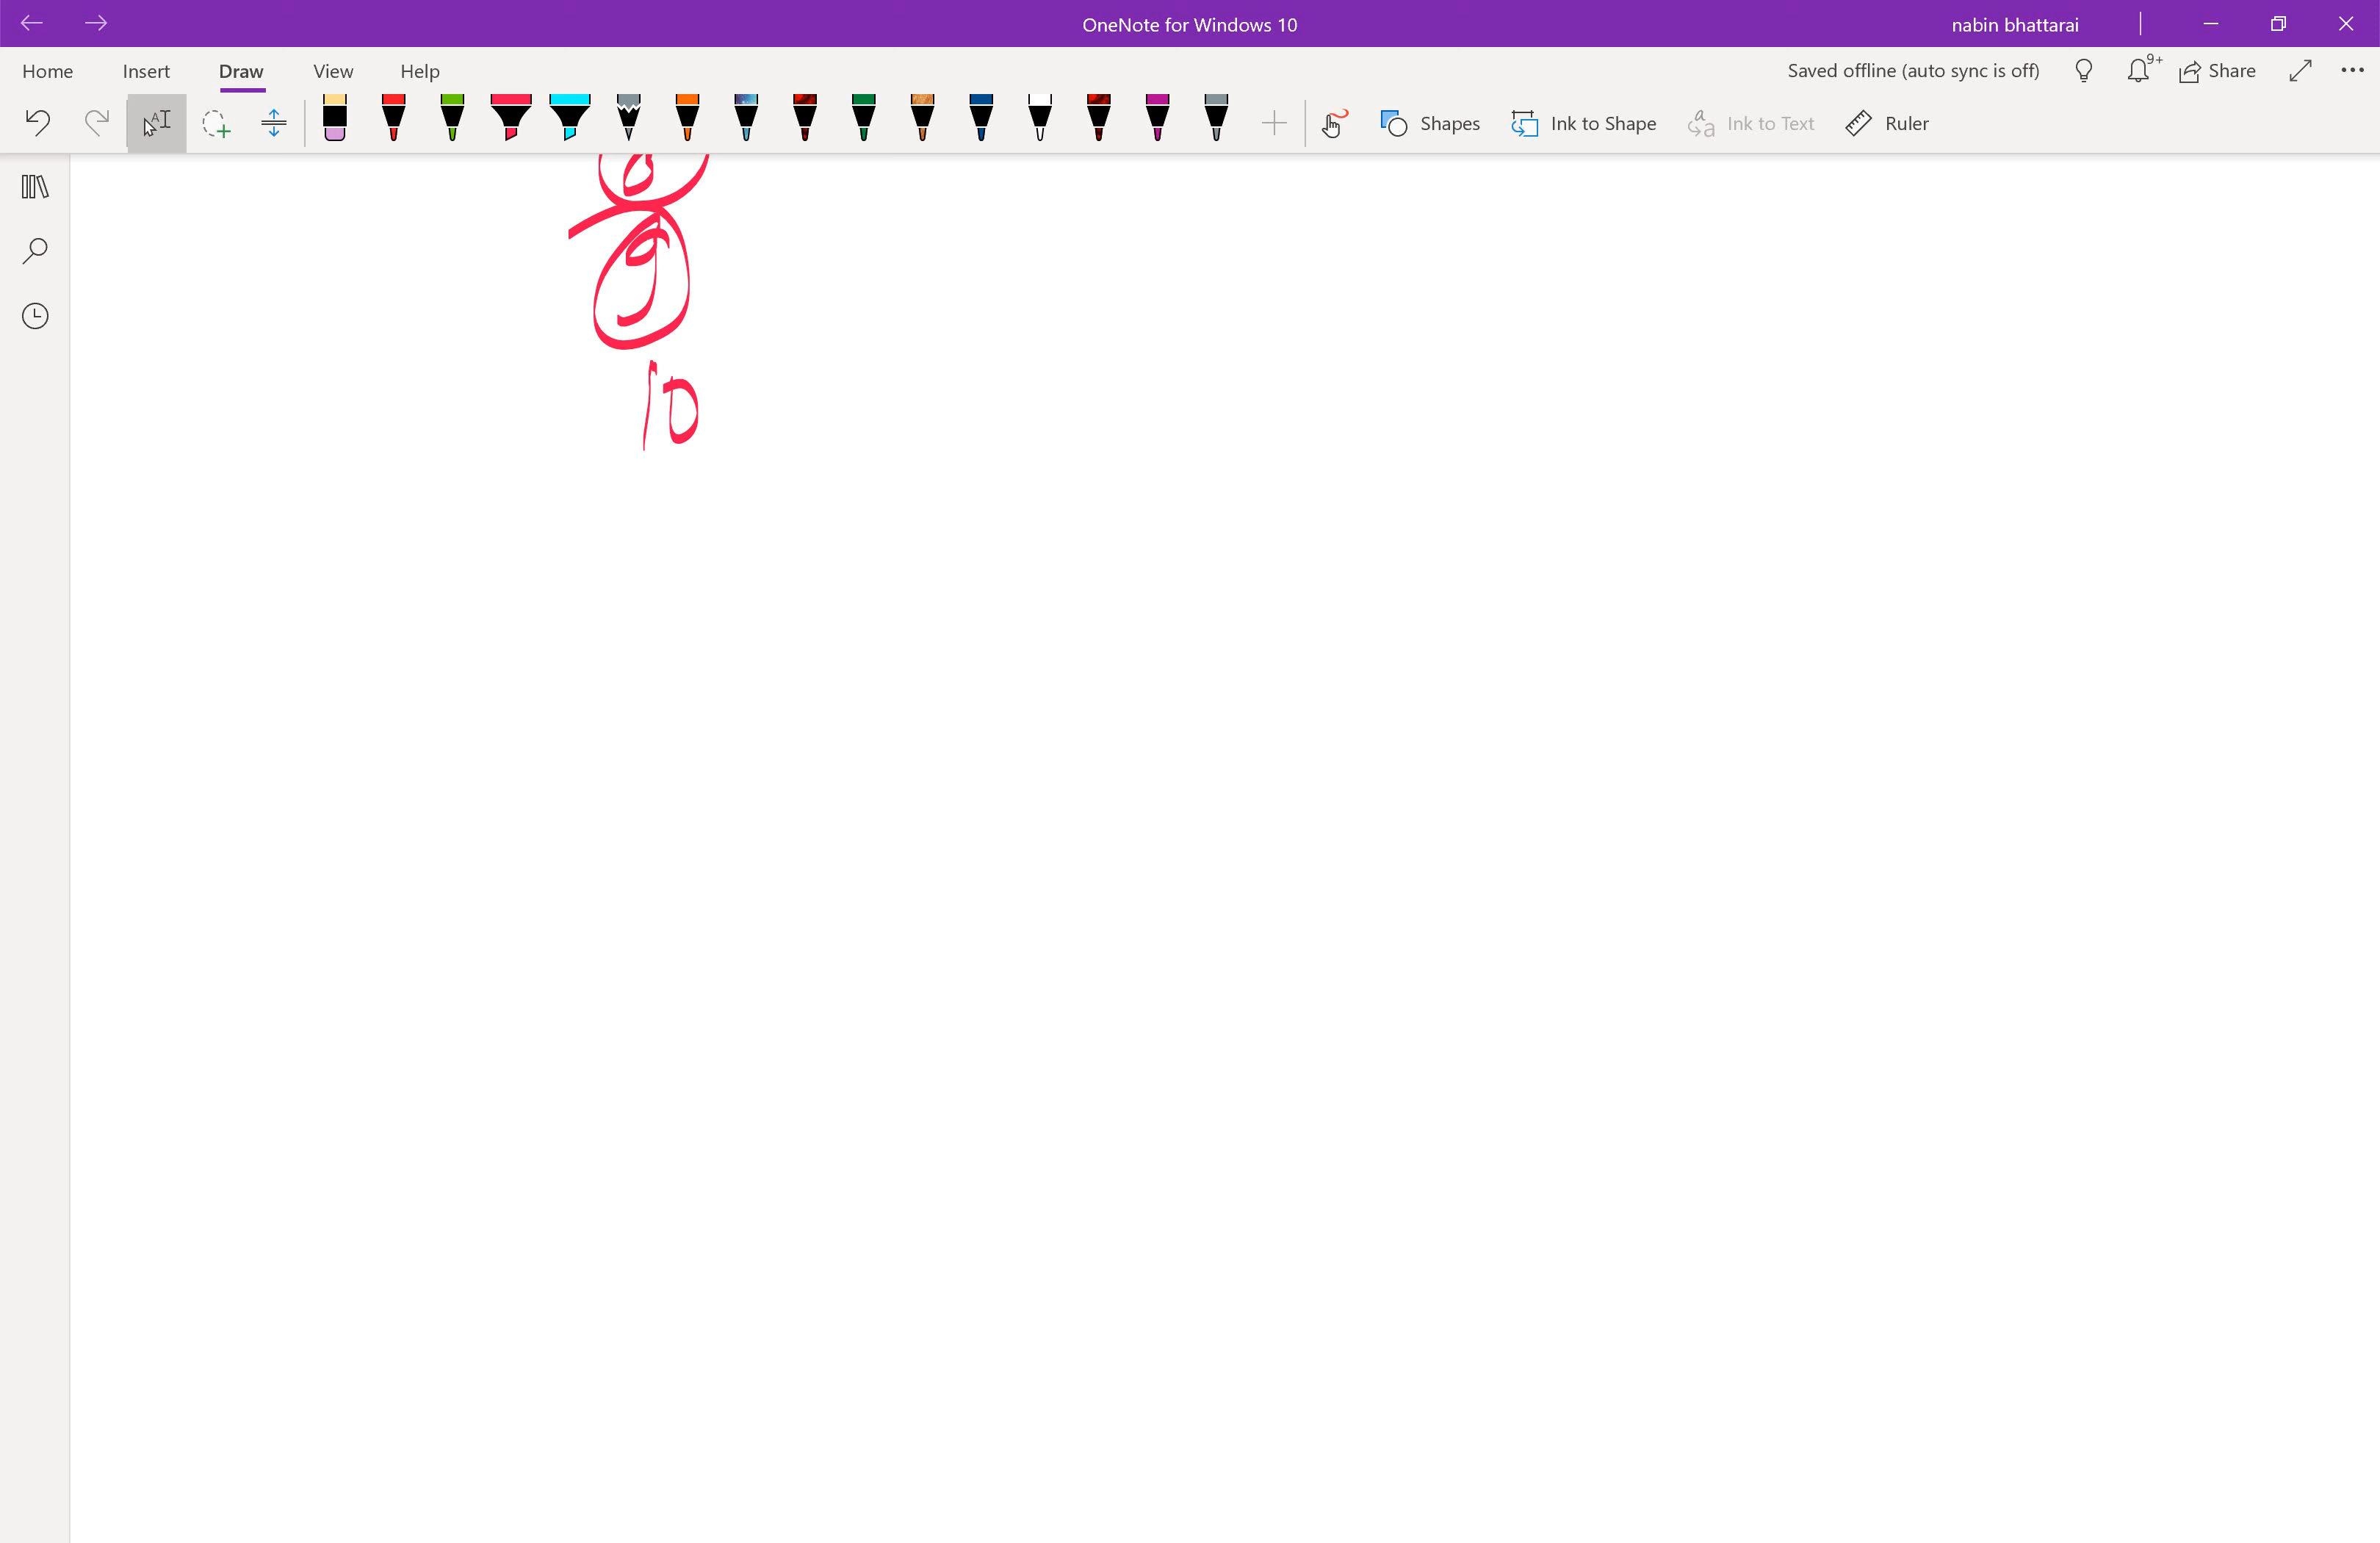 OneNote for Windows 10
nabin bhattarai
Home Insert Draw View Help
Saved offline (auto sync is off)
9+
Share
Shapes
Ink to Shape
Ink to Text
Ruler
9
10